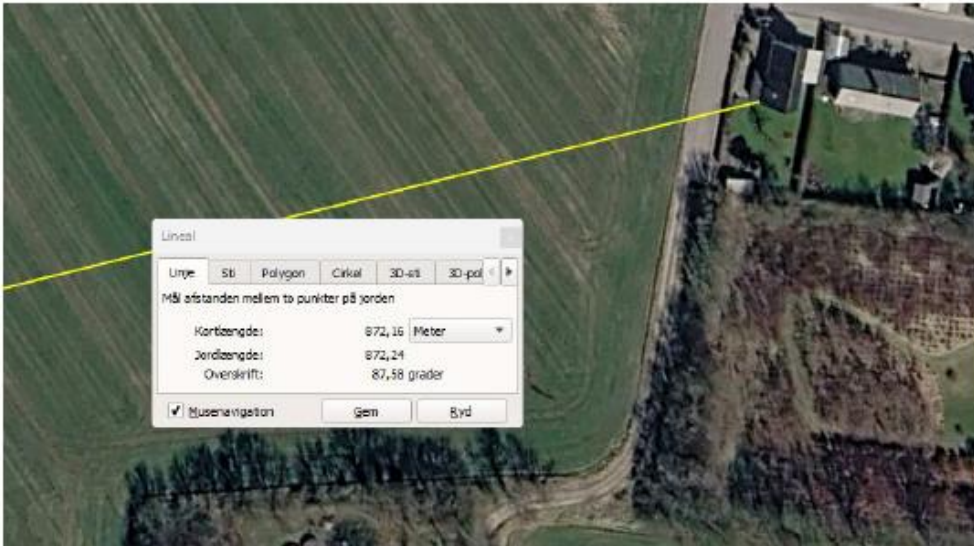 Lineal
Linje Sti Polygon Cirkel 3D-sti 3D-pol
Mål afstanden mellem to punkter på jorden
Kortlængde: 872,16 Meter
Jordlængde: 872,24
Overskrift: 87,58 grader
Musenavigation Gem Ryd